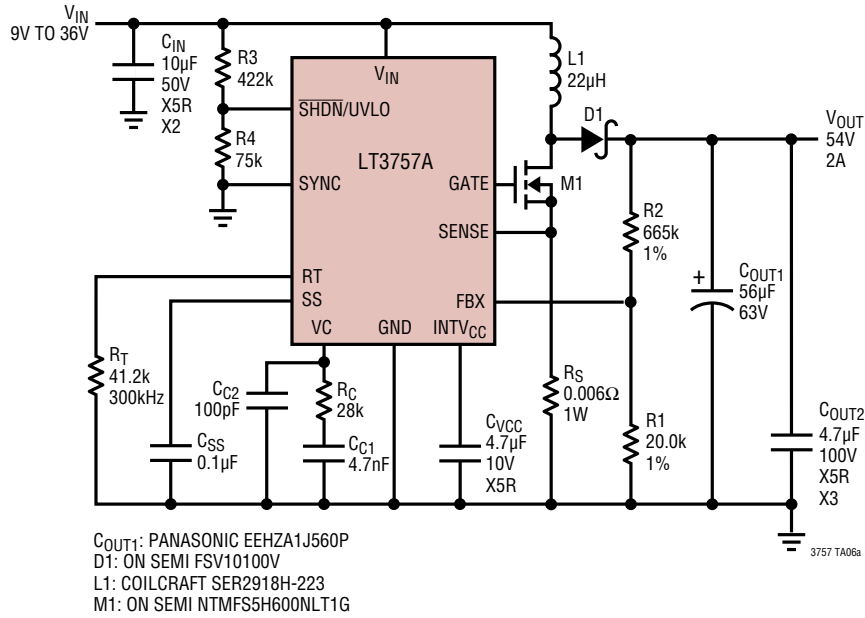 VIN
9V TO 36V
CIN
10µF
50V
X5R
X2
R3
422k
R4
75k
VIN
SHDN/UVLO
LT3757A
SYNC
GATE
SENSE
RT
SS
FBX
VC
GND
INTVCC
L1
22µH
D1
M1
VOUT
54V
2A
R2
665k
1%
+
COUT1
56µF
63V
RT
41.2k
300kHz
CSS
0.1µF
CC2
100pF
RC
28k
CC1
4.7nF
CVCC
4.7µF
10V
X5R
RS
0.006Ω
1W
R1
20.0k
1%
COUT2
4.7µF
100V
X5R
X3
3757 TA06a
COUT1: PANASONIC EEHZA1J560P
D1: ON SEMI FSV10100V
L1: COILCRAFT SER2918H-223
M1: ON SEMI NTMFS5H600NLT1G